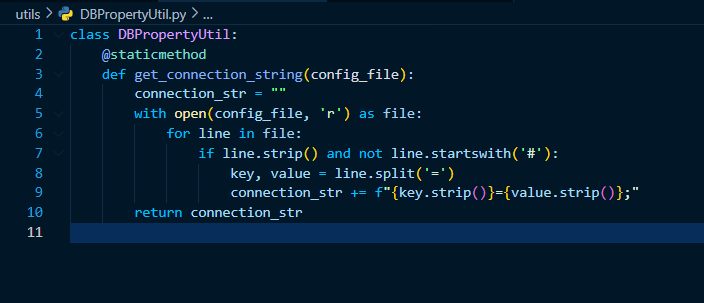 utils > DBPropertyUtil.py > ...
1 class DBPropertyUtil:
2     @staticmethod
3     def get_connection_string(config_file):
4         connection_str = ""
5         with open(config_file, 'r') as file:
6             for line in file:
7                 if line.strip() and not line.startswith('#'):
8                     key, value = line.split('=')
9                     connection_str += f"{key.strip()}={value.strip()};"
10         return connection_str
11